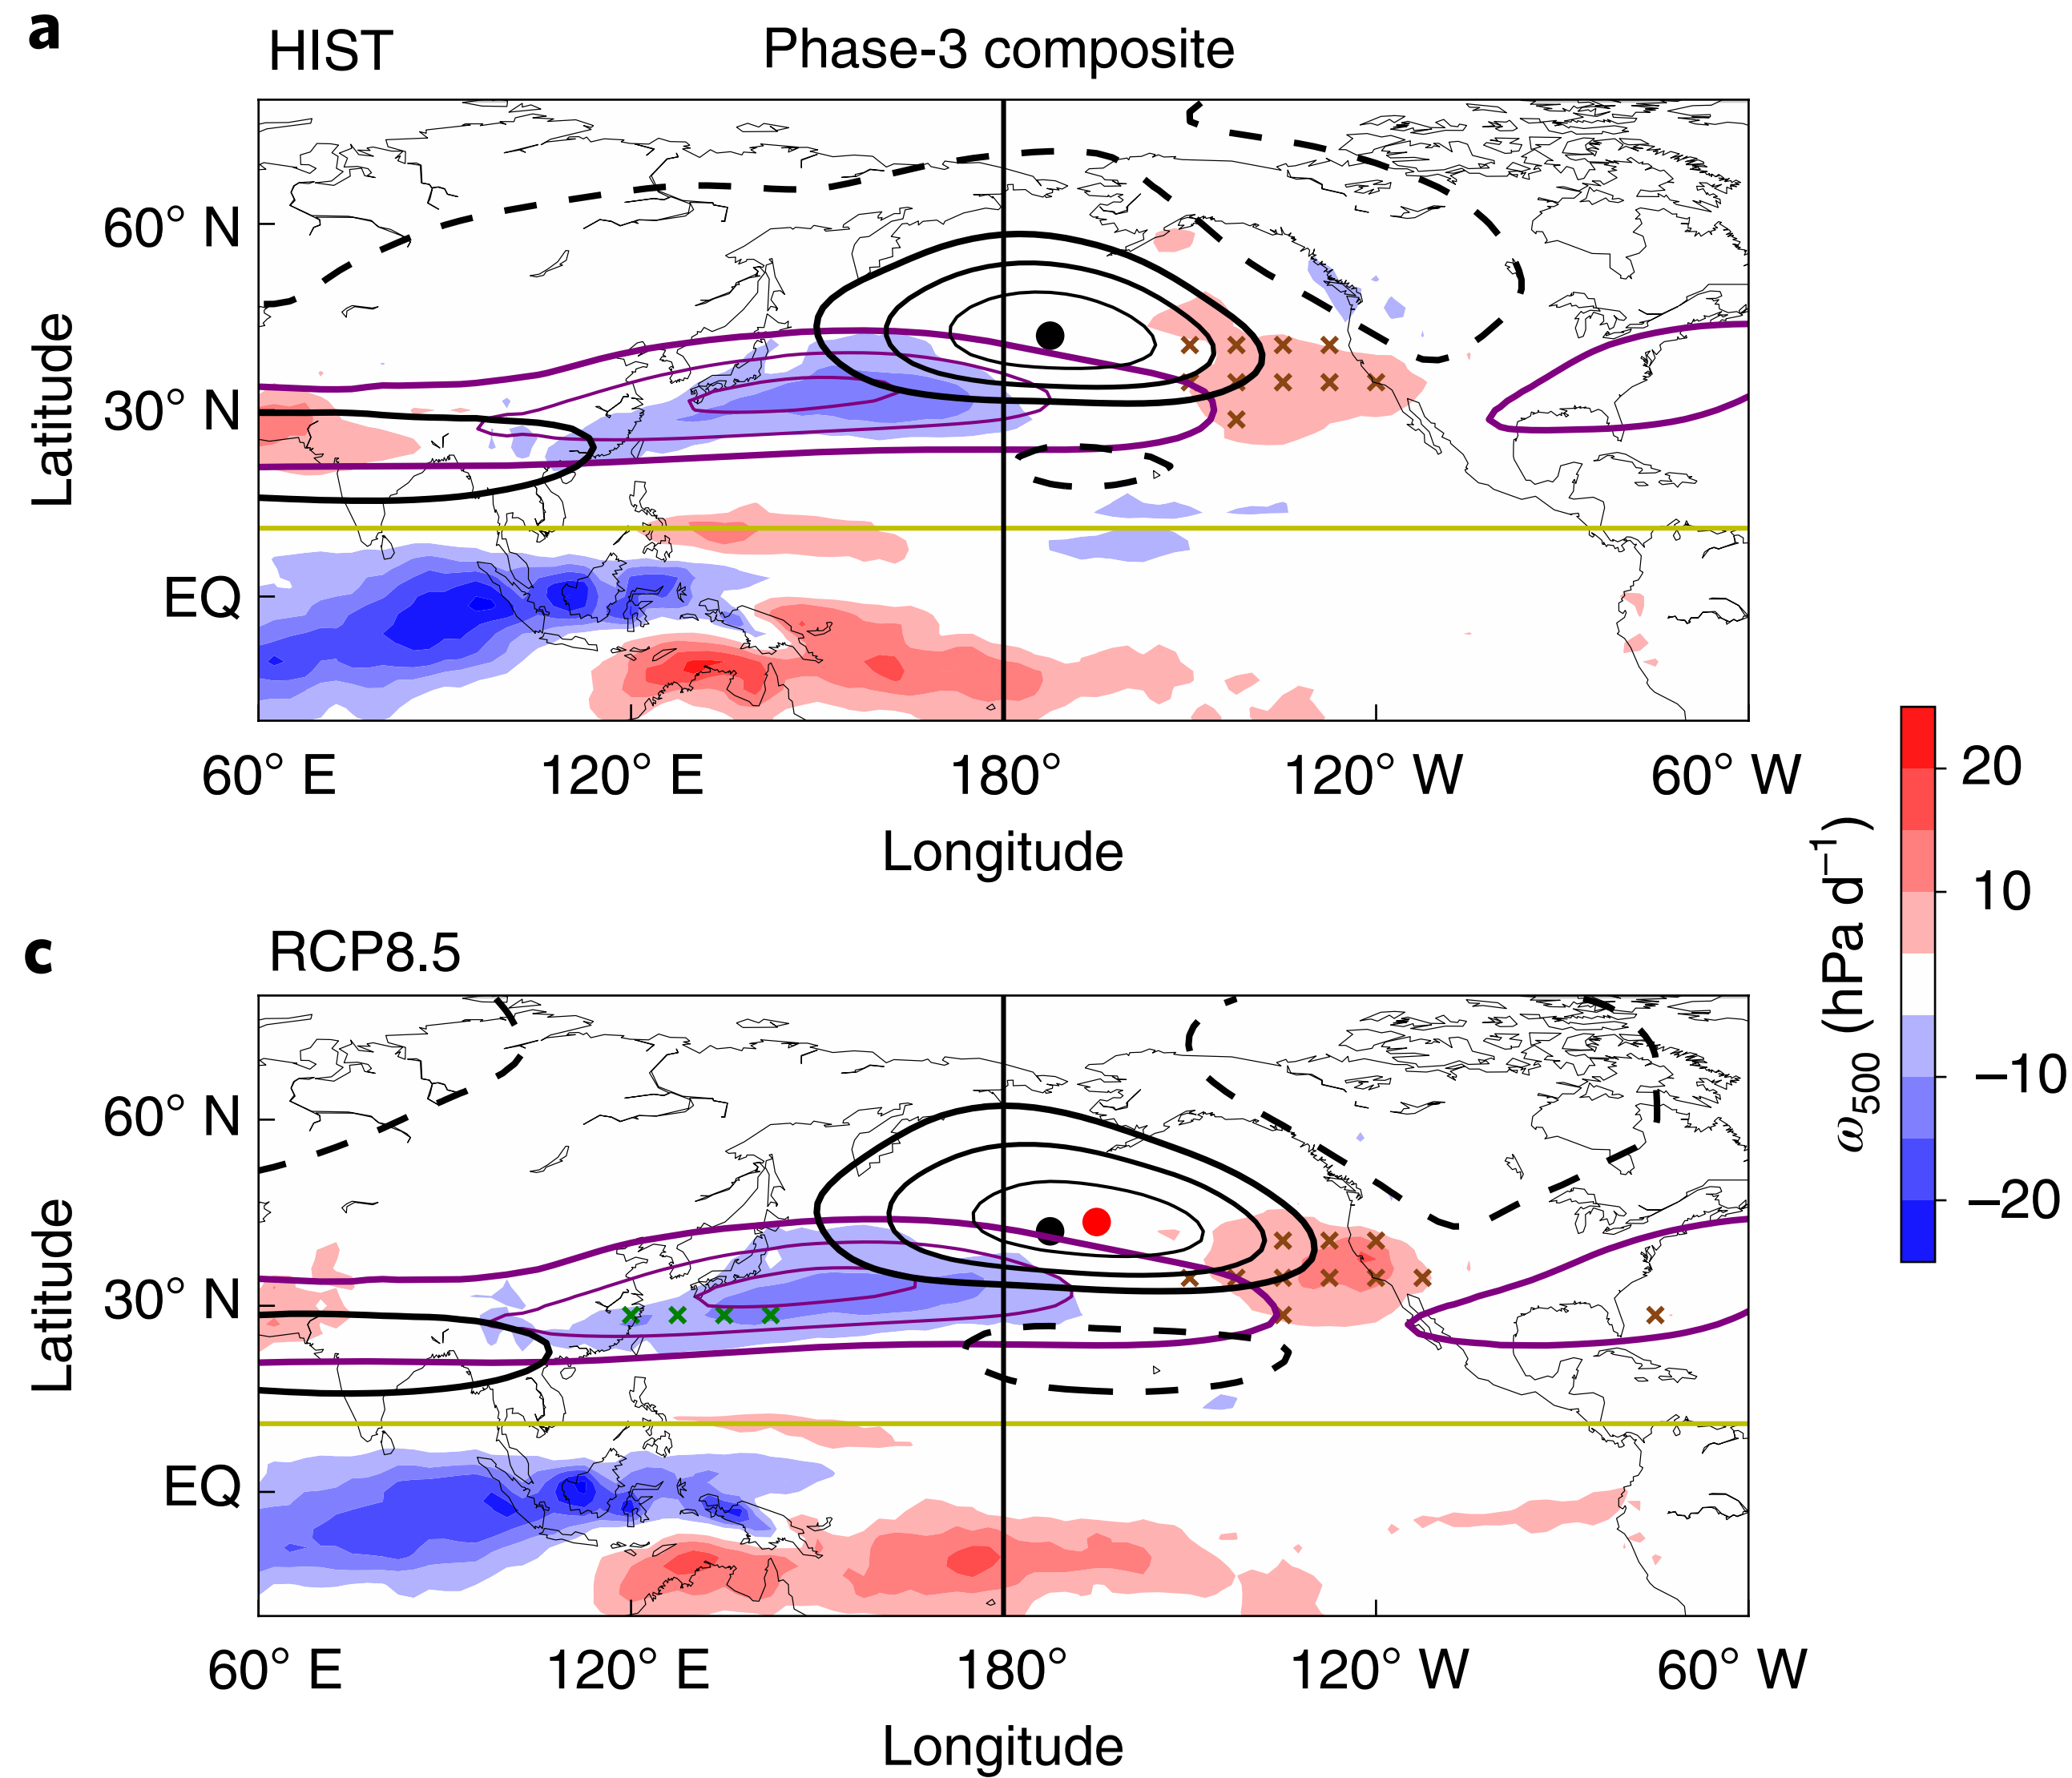 a
HIST
Phase-3 composite
60° N
30° N
EQ
Latitude
60° E 120° E 180° 120° W 60° W
Longitude
c
RCP8.5
60° N
30° N
EQ
Latitude
60° E 120° E 180° 120° W 60° W
Longitude
20
10
−10
−20
ω500 (hPa d−1)